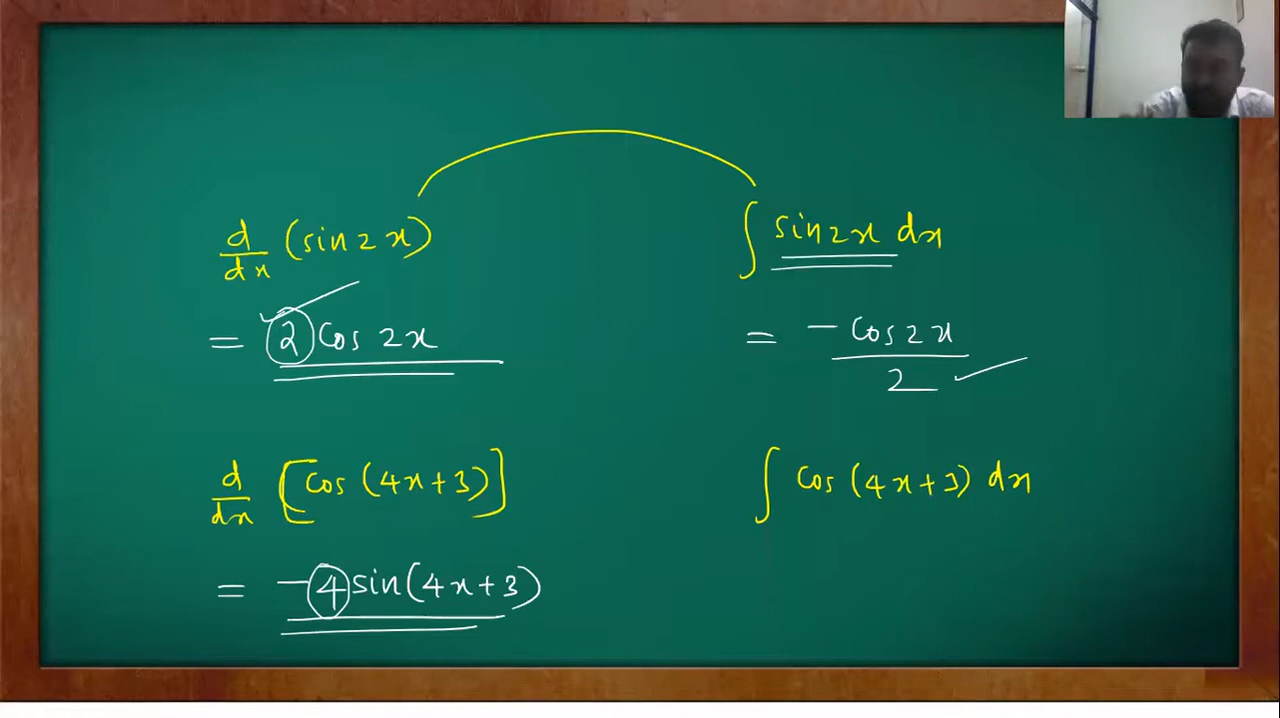 d/dx (sin 2x)
= 2 Cos 2x
d/dx [Cos (4x+3)]
= -4 sin(4x+3)
∫ sin 2x dx
= -Cos 2x / 2
∫ Cos (4x+3) dx